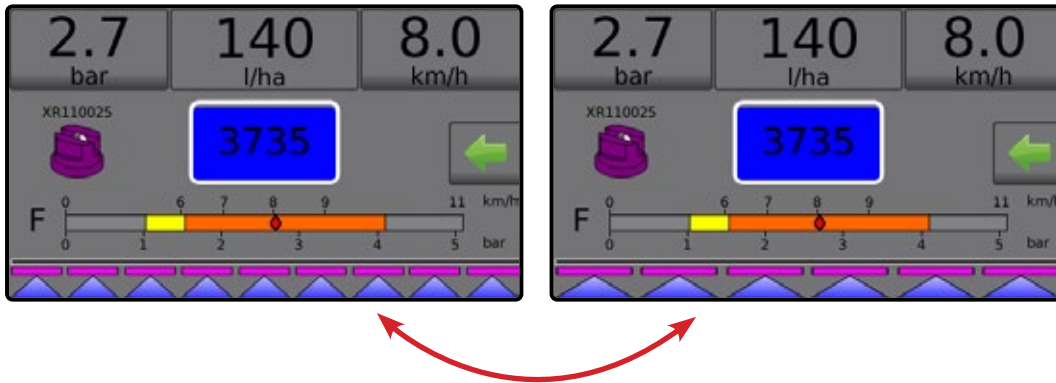 2.7 140 8.0
bar l/ha km/h
XR110025
3735
0 6 7 8 9 11 km/h
F
0 1 2 3 4 5 bar
2.7 140 8.0
bar l/ha km/h
XR110025
3735
0 6 7 8 9 11 km/h
F
0 1 2 3 4 5 bar